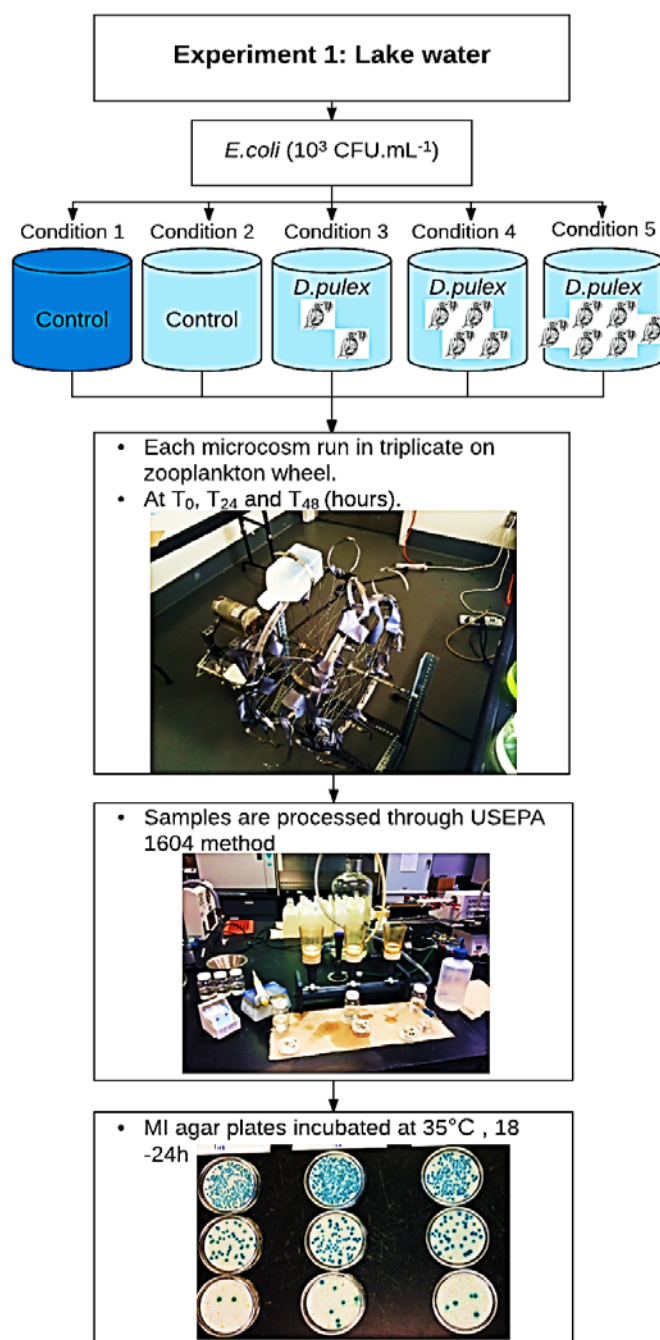 Experiment 1: Lake water
E.coli (10³ CFU.mL⁻¹)
Condition 1
Condition 2
Condition 3
Condition 4
Condition 5
Control
Control
D.pulex
D.pulex
D.pulex
• Each microcosm run in triplicate on
zooplankton wheel.
• At T₀, T₂₄ and T₄₈ (hours).
• Samples are processed through USEPA
1604 method
• MI agar plates incubated at 35°C , 18
-24h